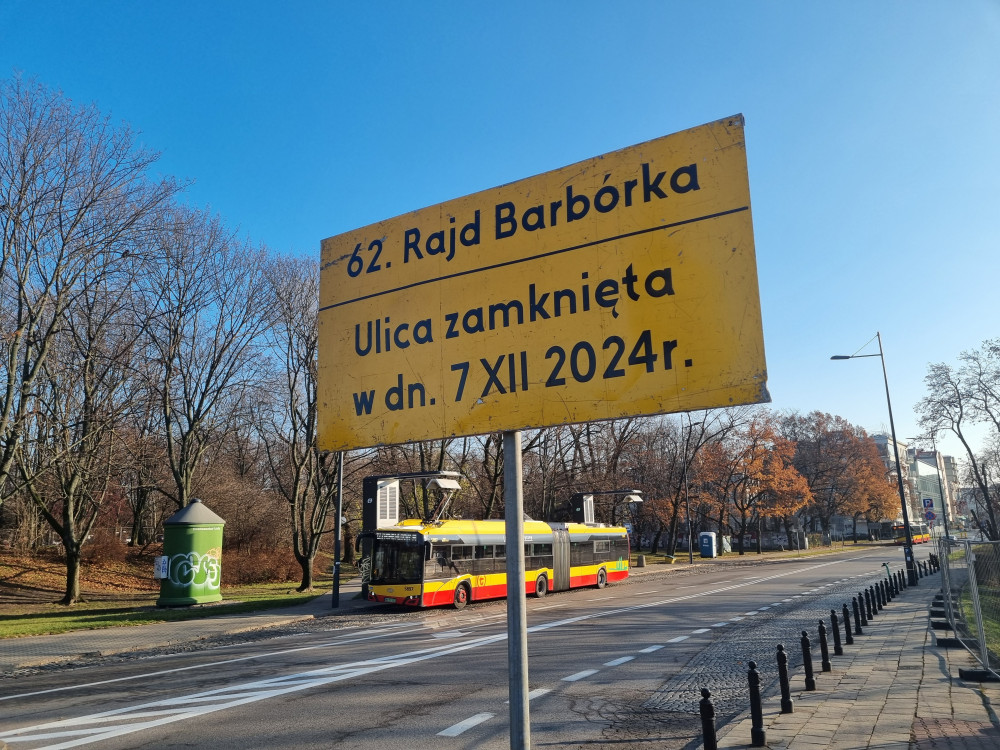 62. Rajd Barbórka
Ulica zamknięta
w dn. 7 XII 2024r.